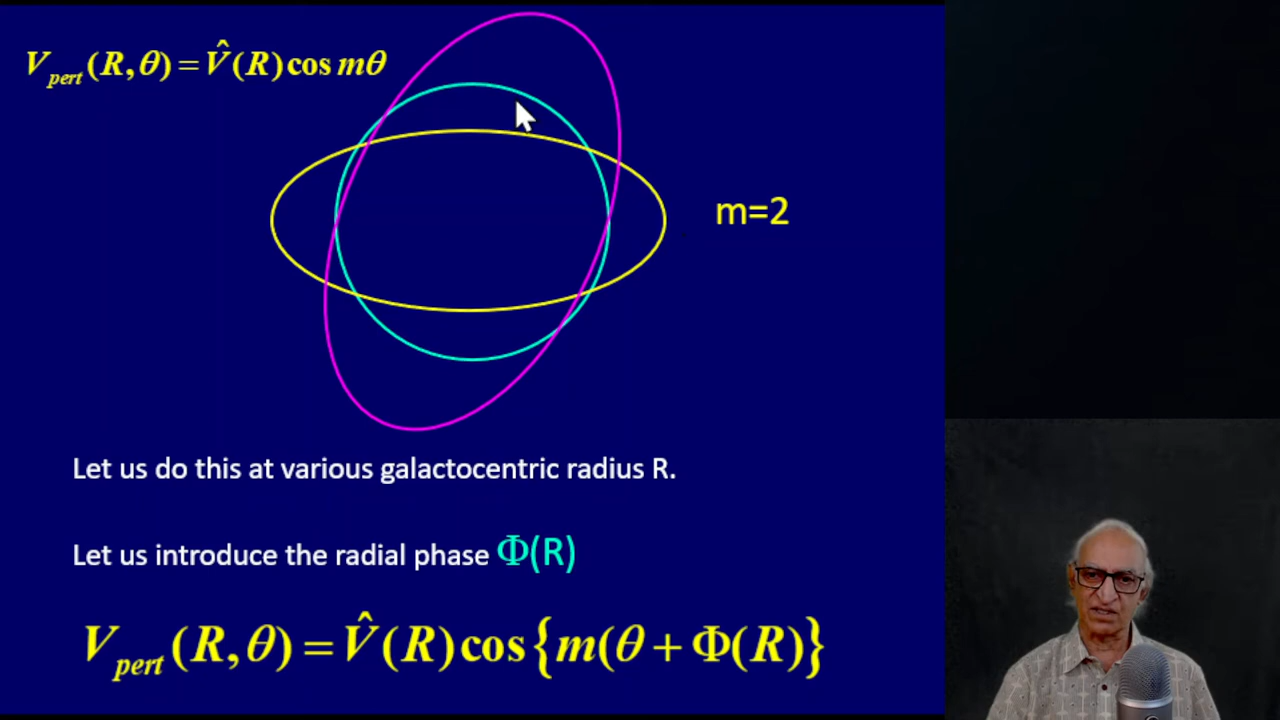 V_pert (R, θ) = V̂(R) cos mθ
m=2
Let us do this at various galactocentric radius R.
Let us introduce the radial phase Φ(R)
V_pert (R, θ) = V̂(R) cos {m(θ + Φ(R)}